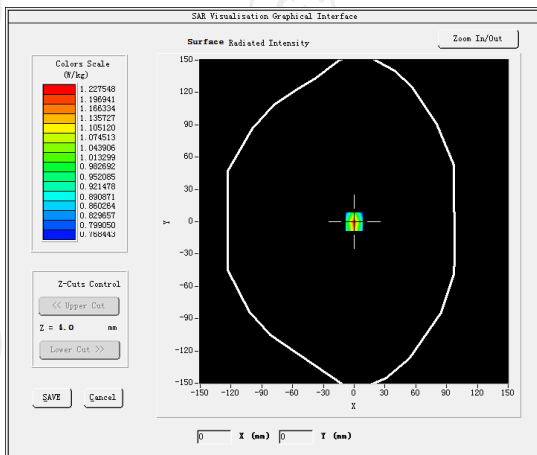 SAR Visualisation Graphical Interface
Surface Radiated Intensity
Zoom In/Out
Colors Scale
(W/kg)
1.227548
1.196941
1.166334
1.135727
1.105120
1.074513
1.043906
1.013299
0.982692
0.952085
0.921478
0.890871
0.860264
0.829657
0.799050
0.768443
Z-Cuts Control
<< Upper Cut
Z = 4.0 mm
Lower Cut >>
SAVE
Cancel
Y
150
120
90
60
30
0
-30
-60
-90
-120
-150
-150 -120 -90 -60 -30 0 30 60 90 120 150
X
0 X (mm) 0 Y (mm)